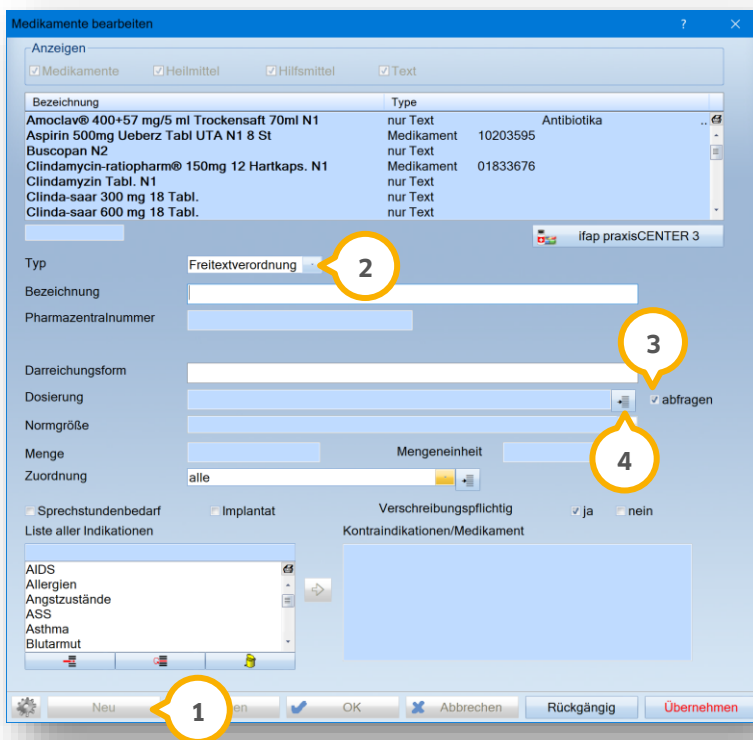 Medikamente bearbeiten ? ×
Anzeigen
Medikamente Heilmittel Hilfsmittel Text
Bezeichnung Type
Amoclav® 400+57 mg/5 ml Trockensaft 70ml N1 nur Text Antibiotika ..
Aspirin 500mg Ueberz Tabl UTA N1 8 St Medikament 10203595
Buscopan N2 nur Text
Clindamycin-ratiopharm® 150mg 12 Hartkaps. N1 Medikament 01833676
Clindamyzin Tabl. N1 nur Text
Clinda-saar 300 mg 18 Tabl. nur Text
Clinda-saar 600 mg 18 Tabl. nur Text
ifap praxisCENTER 3
Typ Freitextverordnung 2
Bezeichnung
Pharmazentralnummer
3
Darreichungsform
Dosierung abfragen
Normgröße
Menge Mengeneinheit 4
Zuordnung alle
Sprechstundenbedarf Implantat Verschreibungspflichtig ja nein
Liste aller Indikationen Kontraindikationen/Medikament
AIDS
Allergien
Angstzustände
ASS
Asthma
Blutarmut
Neu 1 en OK Abbrechen Rückgängig Übernehmen